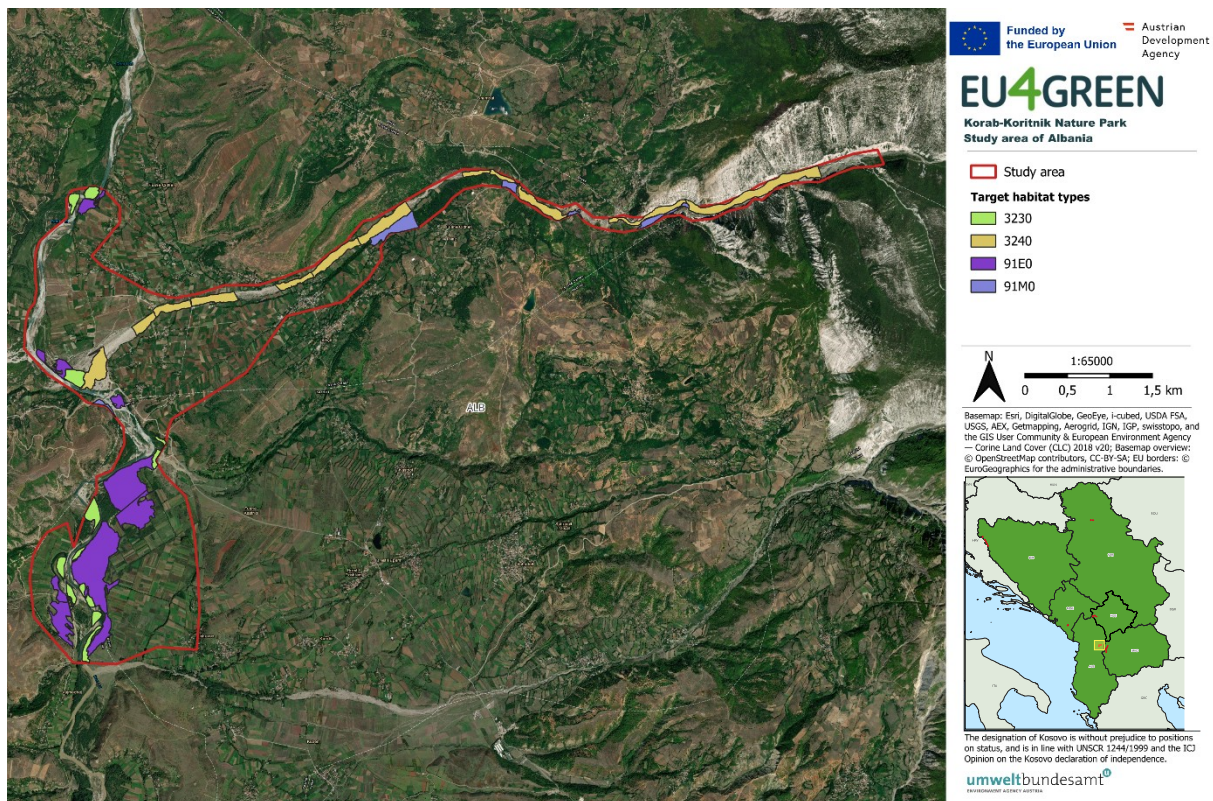 Funded by
the European Union
Austrian
Development
Agency
EU4GREEN
Korab-Koritnik Nature Park
Study area of Albania
Study area
Target habitat types
3230
3240
91E0
91M0
N
1:65000
0 0,5 1 1,5 km
ALB
Basemap: Esri, DigitalGlobe, GeoEye, i-cubed, USDA FSA,
USGS, AEX, Getmapping, Aerogrid, IGN, IGP, swisstopo, and
the GIS User Community & European Environment Agency
— Corine Land Cover (CLC) 2018 v20; Basemap overview:
© OpenStreetMap contributors, CC-BY-SA; EU borders: ©
EuroGeographics for the administrative boundaries.
The designation of Kosovo is without prejudice to positions
on status, and is in line with UNSCR 1244/1999 and the ICJ
Opinion on the Kosovo declaration of independence.
umweltbundesamt
ENVIRONMENT AGENCY AUSTRIA